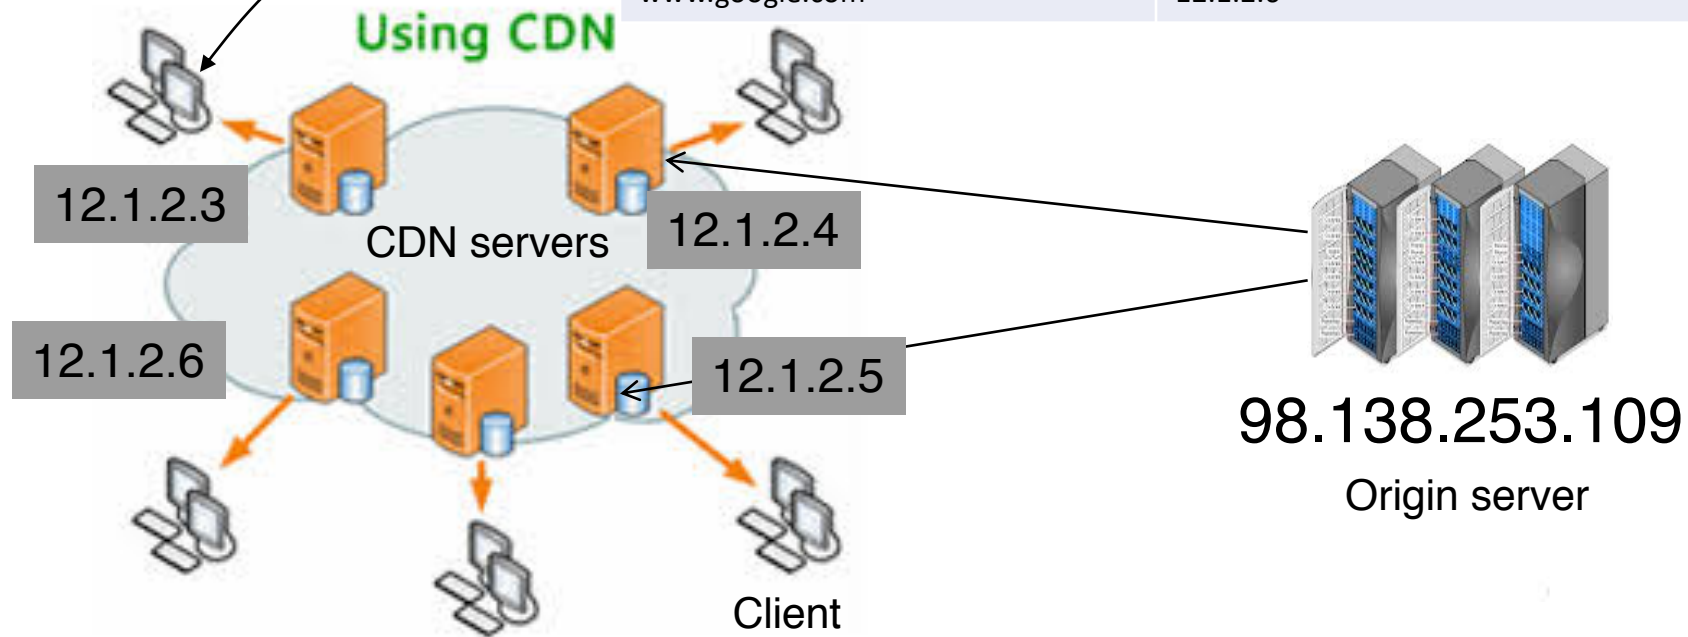 Using CDN
12.1.2.3
CDN servers
12.1.2.4
12.1.2.6
12.1.2.5
98.138.253.109
Origin server
Client